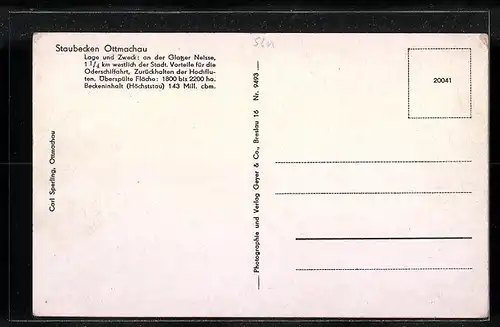 Staubecken Ottmachau
Lage und Zweck: an der Glatzer Neisse,
1 1/4 km westlich der Stadt. Vorteile für die
Oderschiffahrt, Zurückhalten der Hochflu-
ten. Überspülte Fläche: 1800 bis 2200 ha.
Beckeninhalt (Höchststau) 143 Mill. cbm.
Carl Sperling, Ottmachau
Photographie und Verlag Geyer & Co., Breslau 16 Nr. 9493
20041